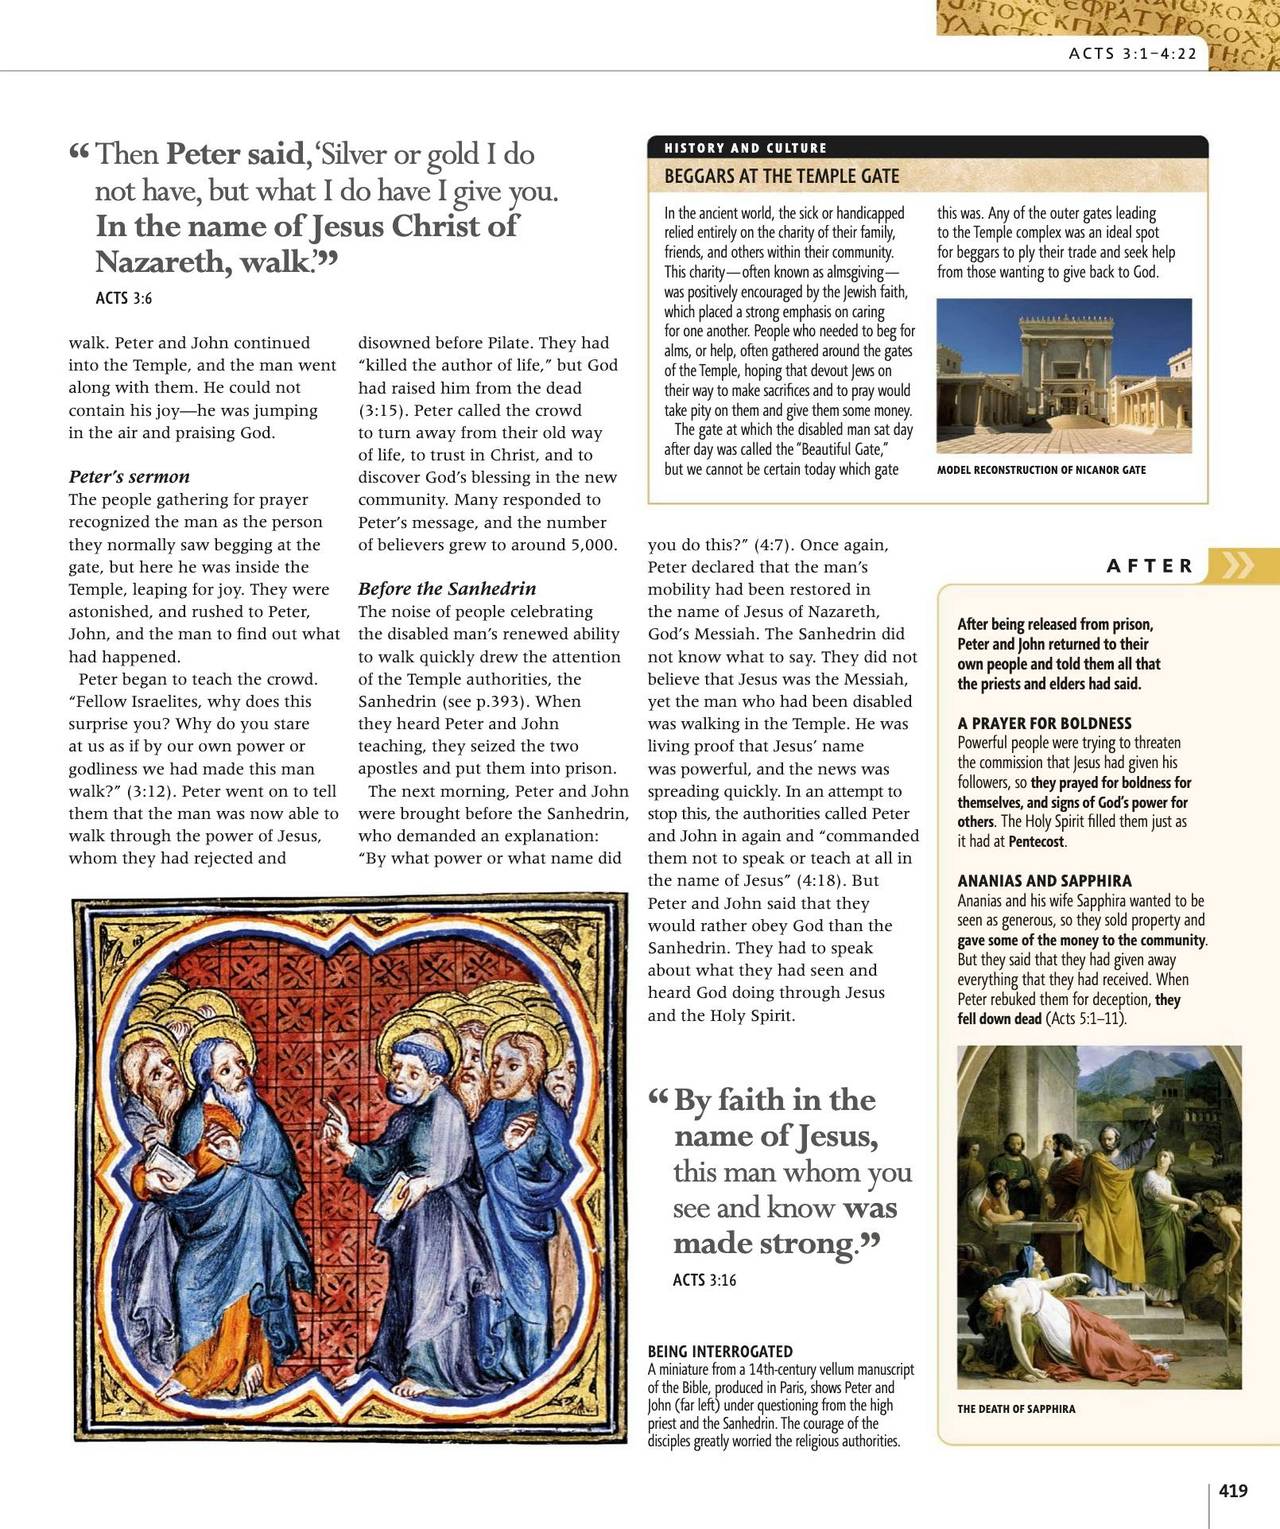 ACTS 3:1–4:22
“Then Peter said, ‘Silver or gold I do
not have, but what I do have I give you.
In the name of Jesus Christ of
Nazareth, walk.’”
ACTS 3:6
walk. Peter and John continued
into the Temple, and the man went
along with them. He could not
contain his joy—he was jumping
in the air and praising God.
Peter’s sermon
The people gathering for prayer
recognized the man as the person
they normally saw begging at the
gate, but here he was inside the
Temple, leaping for joy. They were
astonished, and rushed to Peter,
John, and the man to find out what
had happened.
Peter began to teach the crowd.
“Fellow Israelites, why does this
surprise you? Why do you stare
at us as if by our own power or
godliness we had made this man
walk?” (3:12). Peter went on to tell
them that the man was now able to
walk through the power of Jesus,
whom they had rejected and
disowned before Pilate. They had
“killed the author of life,” but God
had raised him from the dead
(3:15). Peter called the crowd
to turn away from their old way
of life, to trust in Christ, and to
discover God’s blessing in the new
community. Many responded to
Peter’s message, and the number
of believers grew to around 5,000.
Before the Sanhedrin
The noise of people celebrating
the disabled man’s renewed ability
to walk quickly drew the attention
of the Temple authorities, the
Sanhedrin (see p.393). When
they heard Peter and John
teaching, they seized the two
apostles and put them into prison.
The next morning, Peter and John
were brought before the Sanhedrin,
who demanded an explanation:
“By what power or what name did
HISTORY AND CULTURE
BEGGARS AT THE TEMPLE GATE
In the ancient world, the sick or handicapped
relied entirely on the charity of their family,
friends, and others within their community.
This charity—often known as almsgiving—
was positively encouraged by the Jewish faith,
which placed a strong emphasis on caring
for one another. People who needed to beg for
alms, or help, often gathered around the gates
of the Temple, hoping that devout Jews on
their way to make sacrifices and to pray would
take pity on them and give them some money.
The gate at which the disabled man sat day
after day was called the “Beautiful Gate,”
but we cannot be certain today which gate
this was. Any of the outer gates leading
to the Temple complex was an ideal spot
for beggars to ply their trade and seek help
from those wanting to give back to God.
MODEL RECONSTRUCTION OF NICANOR GATE
you do this?” (4:7). Once again,
Peter declared that the man’s
mobility had been restored in
the name of Jesus of Nazareth,
God’s Messiah. The Sanhedrin did
not know what to say. They did not
believe that Jesus was the Messiah,
yet the man who had been disabled
was walking in the Temple. He was
living proof that Jesus’ name
was powerful, and the news was
spreading quickly. In an attempt to
stop this, the authorities called Peter
and John in again and “commanded
them not to speak or teach at all in
the name of Jesus” (4:18). But
Peter and John said that they
would rather obey God than the
Sanhedrin. They had to speak
about what they had seen and
heard God doing through Jesus
and the Holy Spirit.
“By faith in the
name of Jesus,
this man whom you
see and know was
made strong.”
ACTS 3:16
BEING INTERROGATED
A miniature from a 14th-century vellum manuscript
of the Bible, produced in Paris, shows Peter and
John (far left) under questioning from the high
priest and the Sanhedrin. The courage of the
disciples greatly worried the religious authorities.
AFTER
After being released from prison,
Peter and John returned to their
own people and told them all that
the priests and elders had said.
A PRAYER FOR BOLDNESS
Powerful people were trying to threaten
the commission that Jesus had given his
followers, so they prayed for boldness for
themselves, and signs of God’s power for
others. The Holy Spirit filled them just as
it had at Pentecost.
ANANIAS AND SAPPHIRA
Ananias and his wife Sapphira wanted to be
seen as generous, so they sold property and
gave some of the money to the community.
But they said that they had given away
everything that they had received. When
Peter rebuked them for deception, they
fell down dead (Acts 5:1–11).
THE DEATH OF SAPPHIRA
419